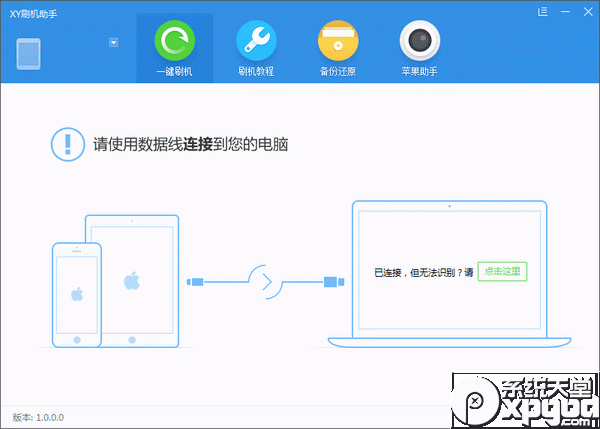 XY刷机助手
一键刷机
刷机教程
备份还原
苹果助手
请使用数据线连接到您的电脑
已连接，但无法识别？请 点击这里
版本: 1.0.0.0
系统天堂
Pxpgod.com